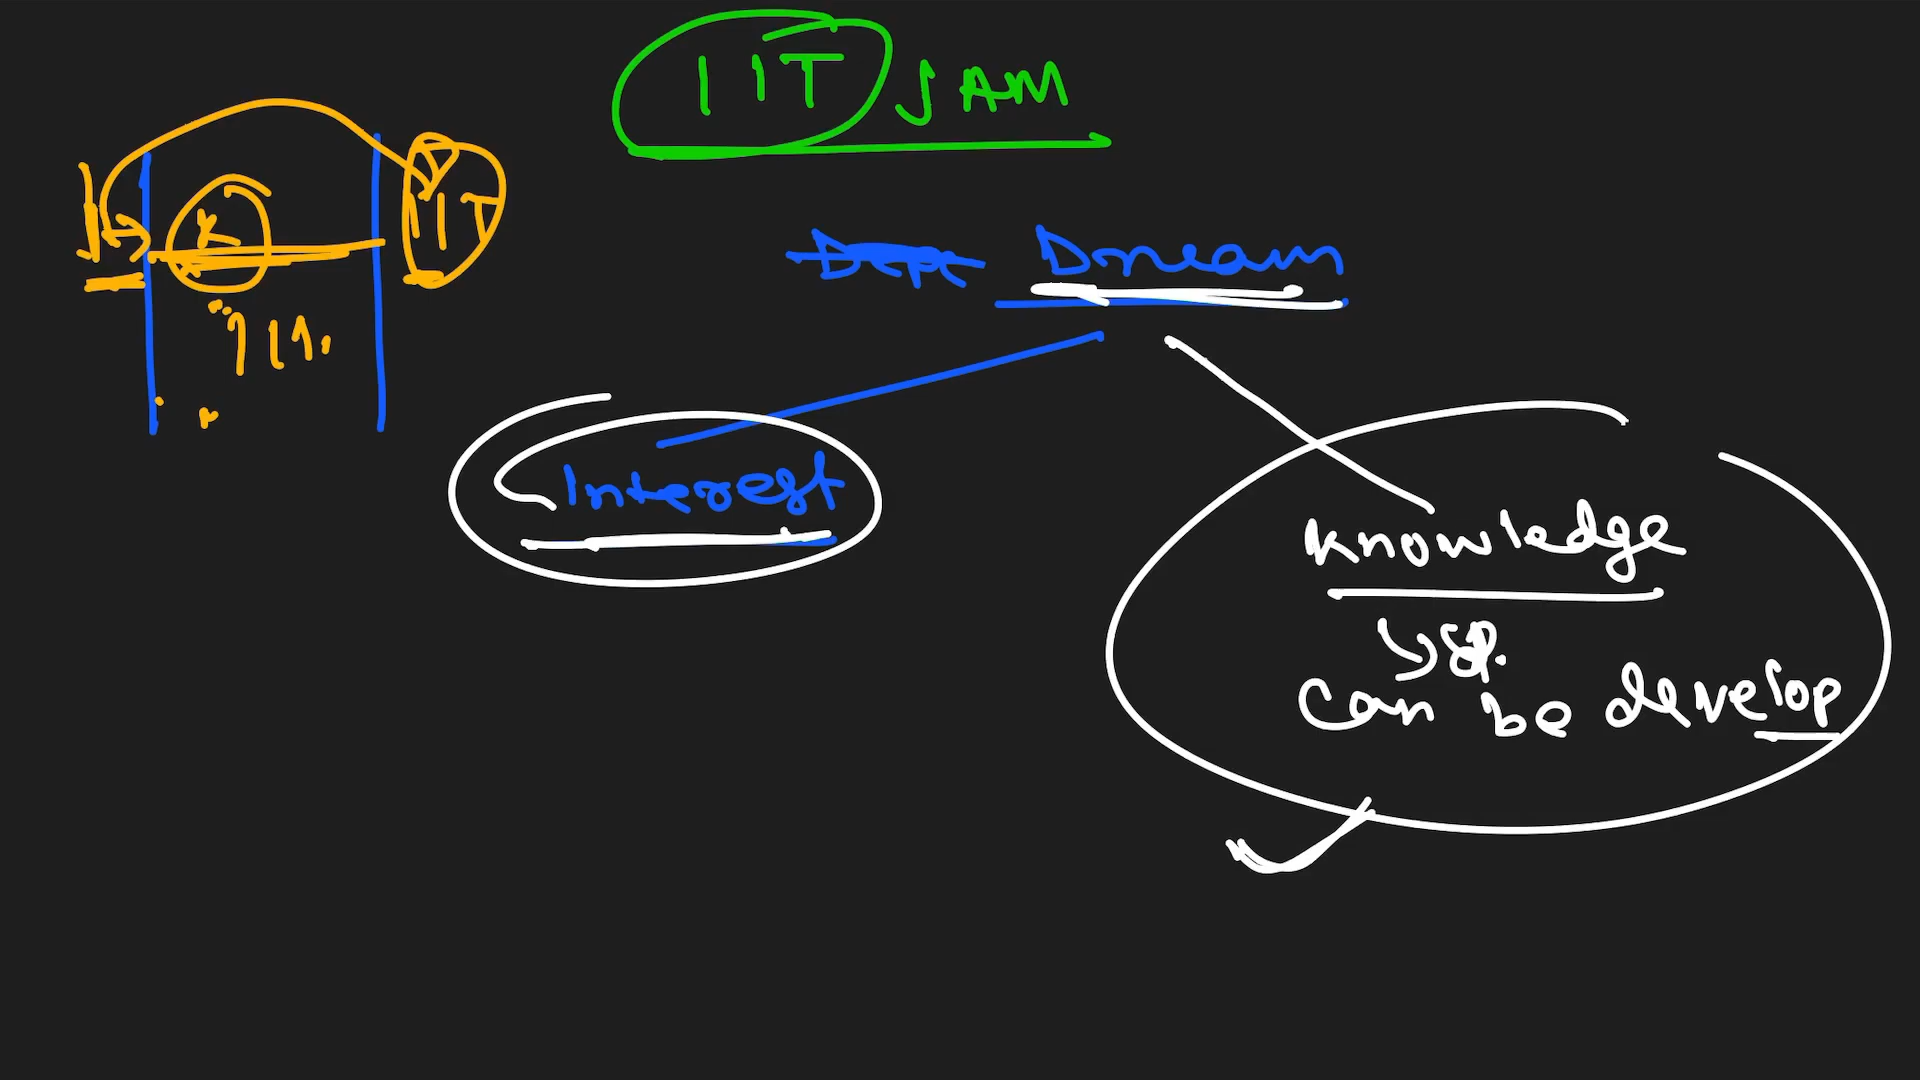 IIT JAM
K
IIT
Dream
Interest
Knowledge
can be develop